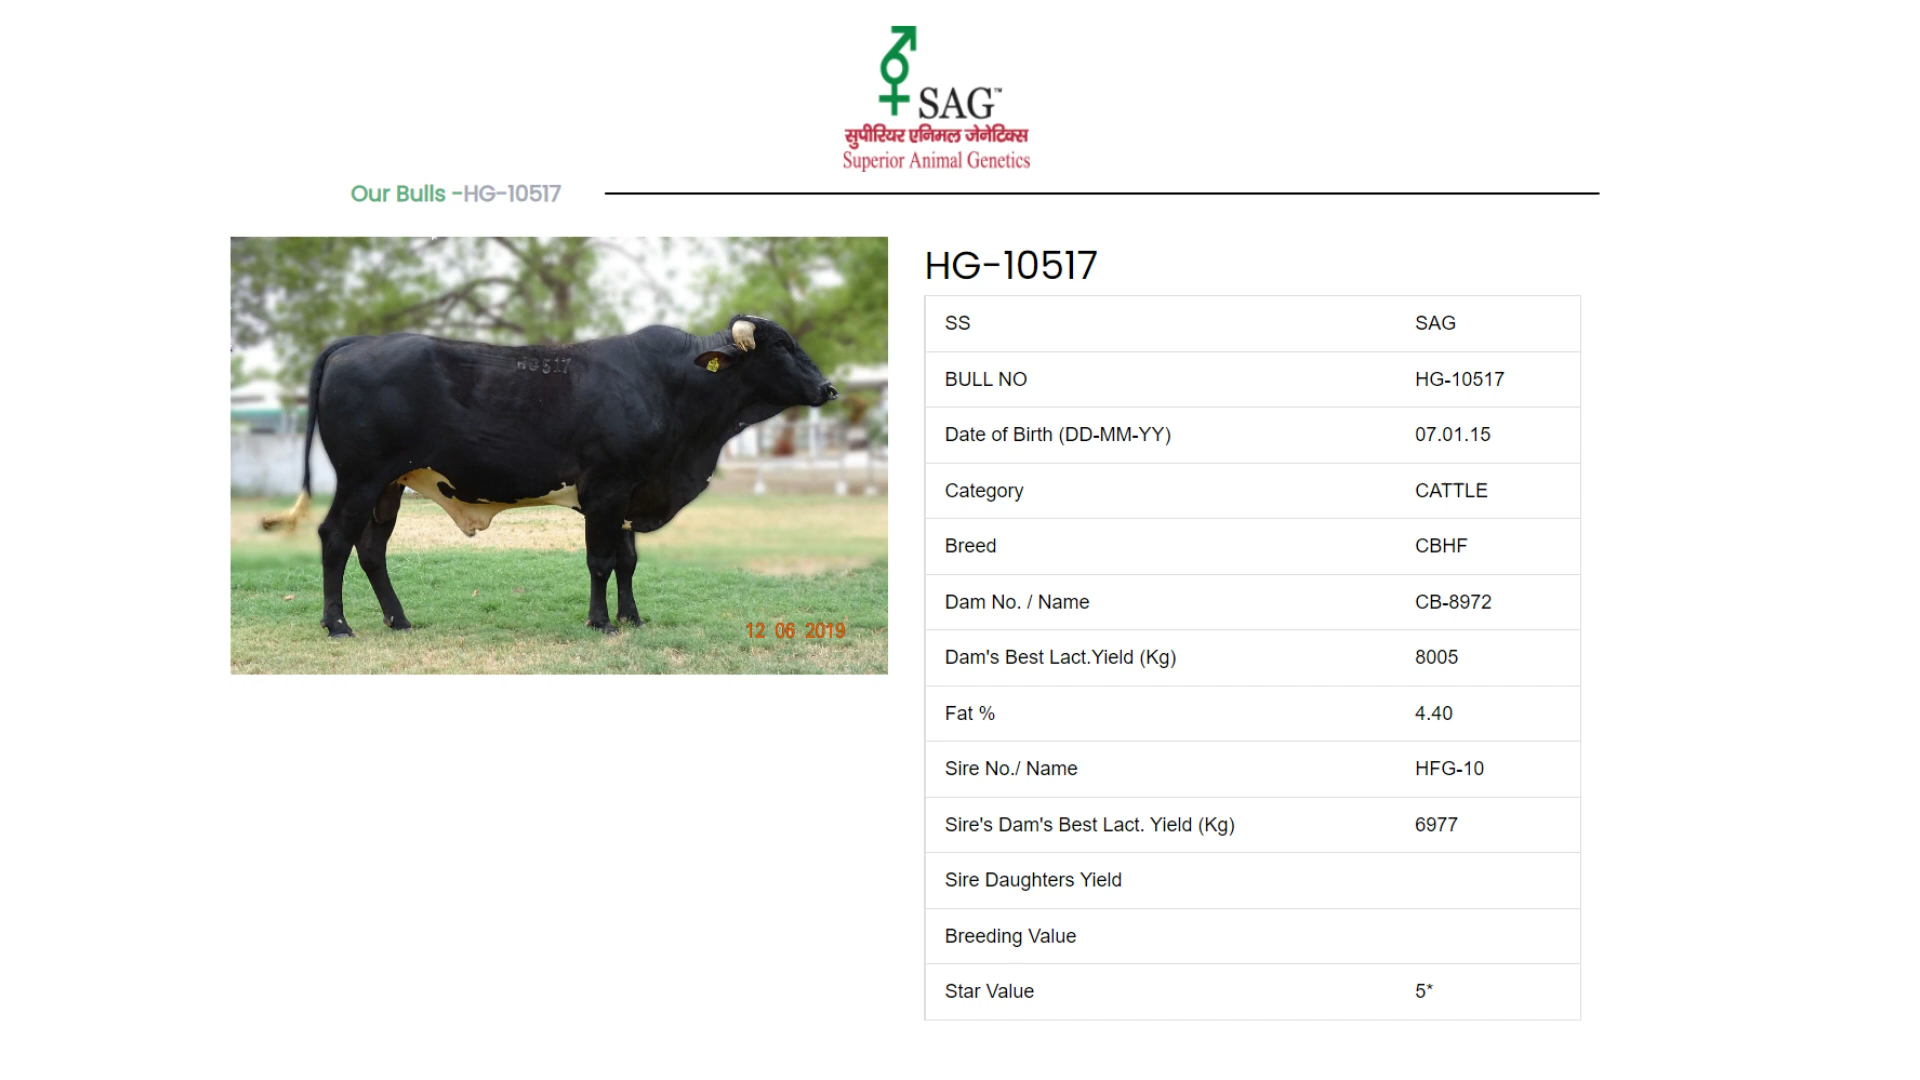 SAG™
सुपीरियर एनिमल जेनेटिक्स
Superior Animal Genetics
Our Bulls -HG-10517
HG 517
12 06 2019
HG-10517
SS SAG
BULL NO HG-10517
Date of Birth (DD-MM-YY) 07.01.15
Category CATTLE
Breed CBHF
Dam No. / Name CB-8972
Dam's Best Lact.Yield (Kg) 8005
Fat % 4.40
Sire No./ Name HFG-10
Sire's Dam's Best Lact. Yield (Kg) 6977
Sire Daughters Yield
Breeding Value
Star Value 5*